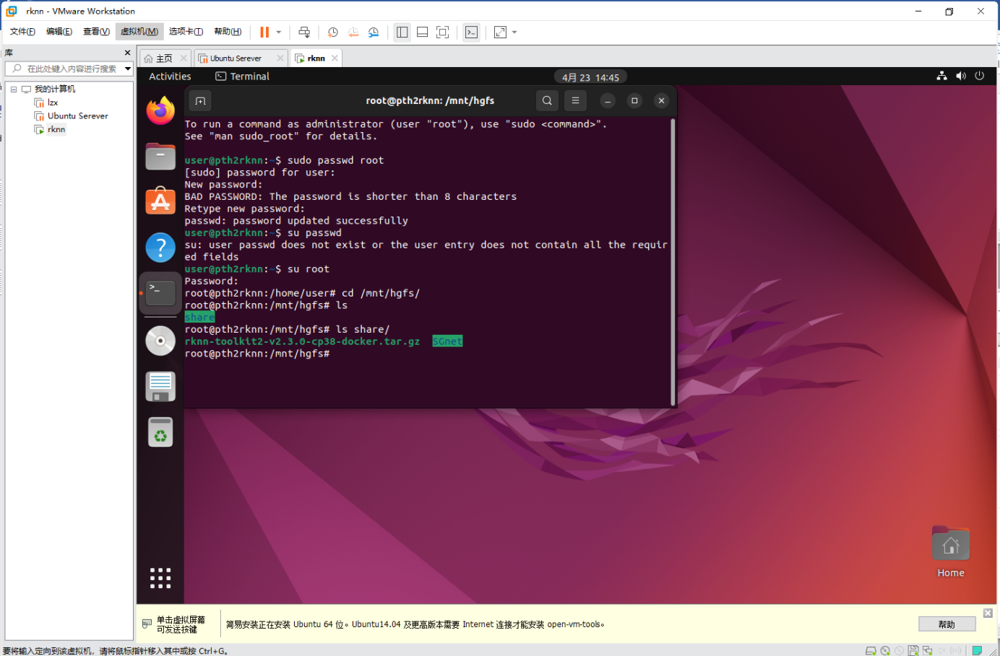 rknn - VMware Workstation
文件(F) 编辑(E) 查看(V) 虚拟机(M) 选项卡(T) 帮助(H)
库
在此处键入内容进行搜索
我的计算机
lzx
Ubuntu Serever
rknn
主页 Ubuntu Serever rknn
Activities Terminal 4月 23 14:45
root@pth2rknn: /mnt/hgfs
To run a command as administrator (user "root"), use "sudo <command>".
See "man sudo_root" for details.
user@pth2rknn:~$ sudo passwd root
[sudo] password for user:
New password:
BAD PASSWORD: The password is shorter than 8 characters
Retype new password:
passwd: password updated successfully
user@pth2rknn:~$ su passwd
su: user passwd does not exist or the user entry does not contain all the requir
ed fields
user@pth2rknn:~$ su root
Password:
root@pth2rknn:/home/user# cd /mnt/hgfs/
root@pth2rknn:/mnt/hgfs# ls
share
root@pth2rknn:/mnt/hgfs# ls share/
rknn-toolkit2-v2.3.0-cp38-docker.tar.gz SGnet
root@pth2rknn:/mnt/hgfs#
Home
单击虚拟屏幕
可发送按键
简易安装正在安装 Ubuntu 64 位。Ubuntu14.04 及更高版本需要 Internet 连接才能安装 open-vm-tools。
帮助
要将输入定向到该虚拟机，请将鼠标指针移入其中或按 Ctrl+G。